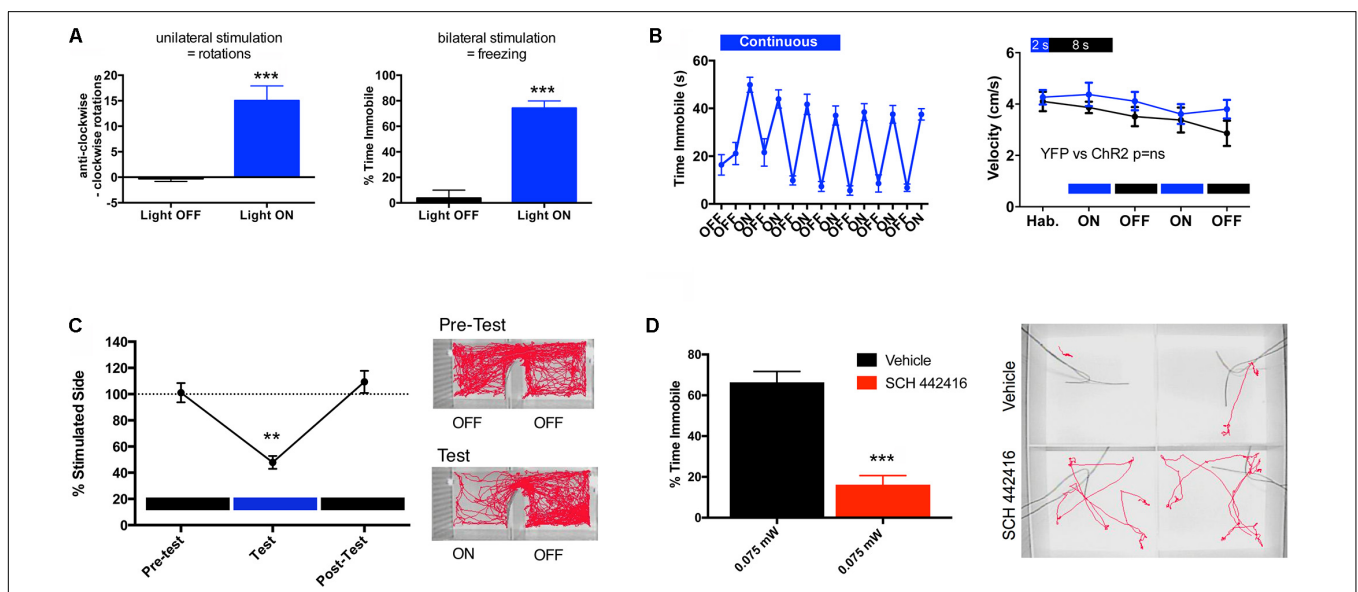 A
unilateral stimulation
= rotations
anti-clockwise
- clockwise rotations
20
15
10
5
0
-5
***
Light OFF
Light ON
bilateral stimulation
= freezing
% Time Immobile
100
80
60
40
20
0
***
Light OFF
Light ON
B
Continuous
Time Immobile (s)
60
40
20
0
OFF
OFF
ON
OFF
ON
OFF
ON
OFF
ON
OFF
ON
OFF
ON
OFF
ON
2 s
8 s
Velocity (cm/s)
6
4
2
0
YFP vs ChR2 p=ns
Hab.
ON
OFF
ON
OFF
C
% Stimulated Side
140
120
100
80
60
40
20
0
**
Pre-test
Test
Post-Test
Pre-Test
OFF
OFF
Test
ON
OFF
D
% Time Immobile
80
60
40
20
0
Vehicle
SCH 442416
***
0.075 mW
0.075 mW
Vehicle
SCH 442416